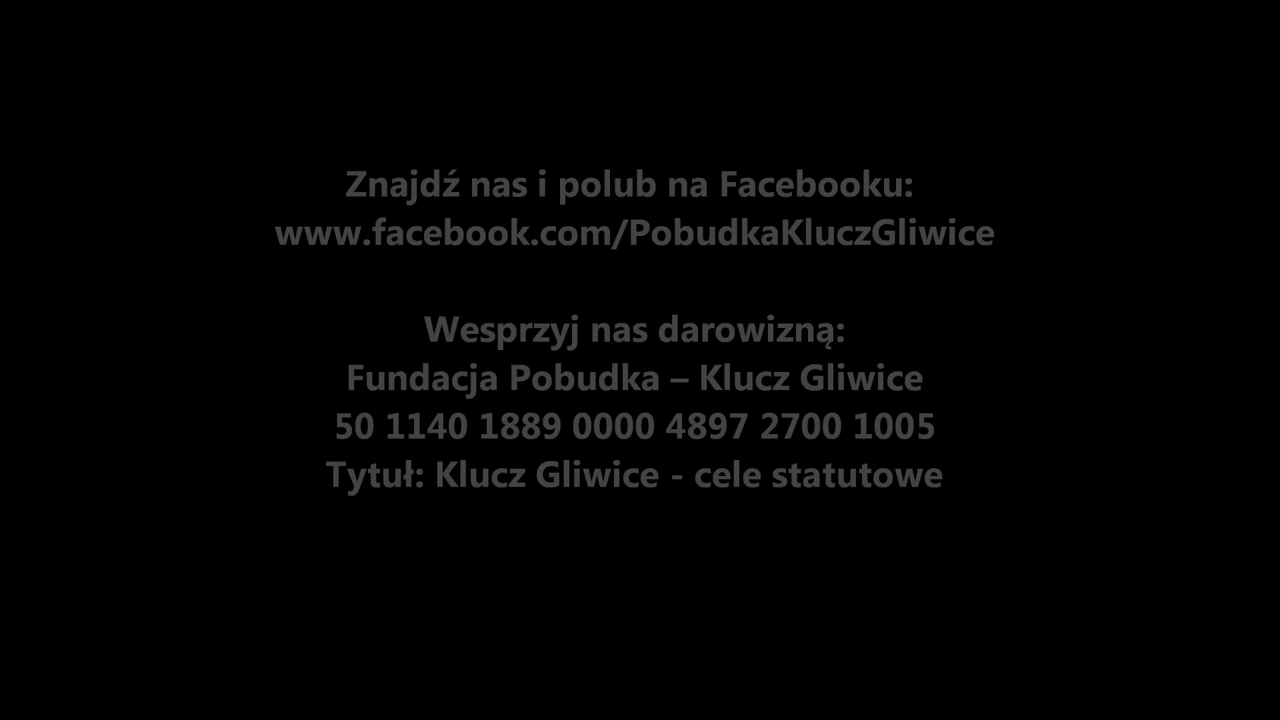 Znajdź nas i polub na Facebooku:
www.facebook.com/PobudkaKluczGliwice
Wesprzyj nas darowizną:
Fundacja Pobudka – Klucz Gliwice
50 1140 1889 0000 4897 2700 1005
Tytuł: Klucz Gliwice - cele statutowe